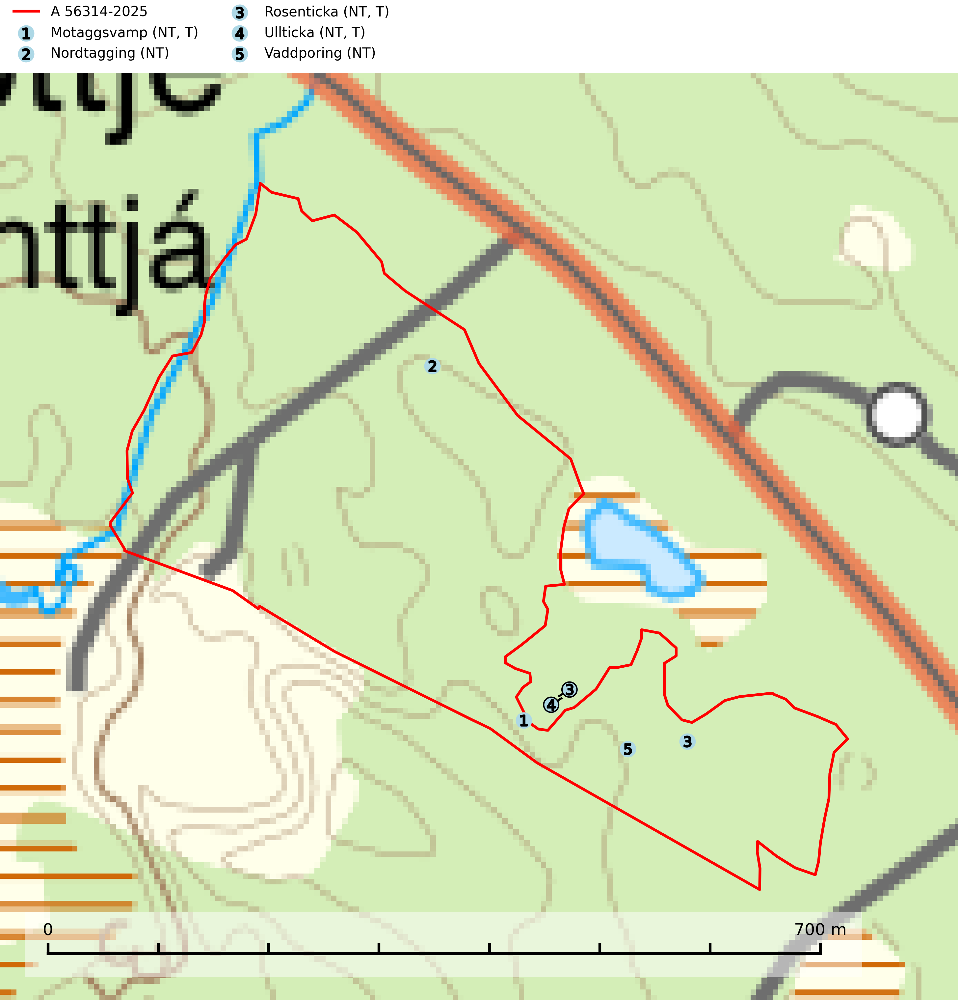 A 56314-2025
1 Motaggsvamp (NT, T)
2 Nordtagging (NT)
3 Rosenticka (NT, T)
4 Ullticka (NT, T)
5 Vaddporing (NT)
ttjá
2
3
4
1
5
3
0
700 m